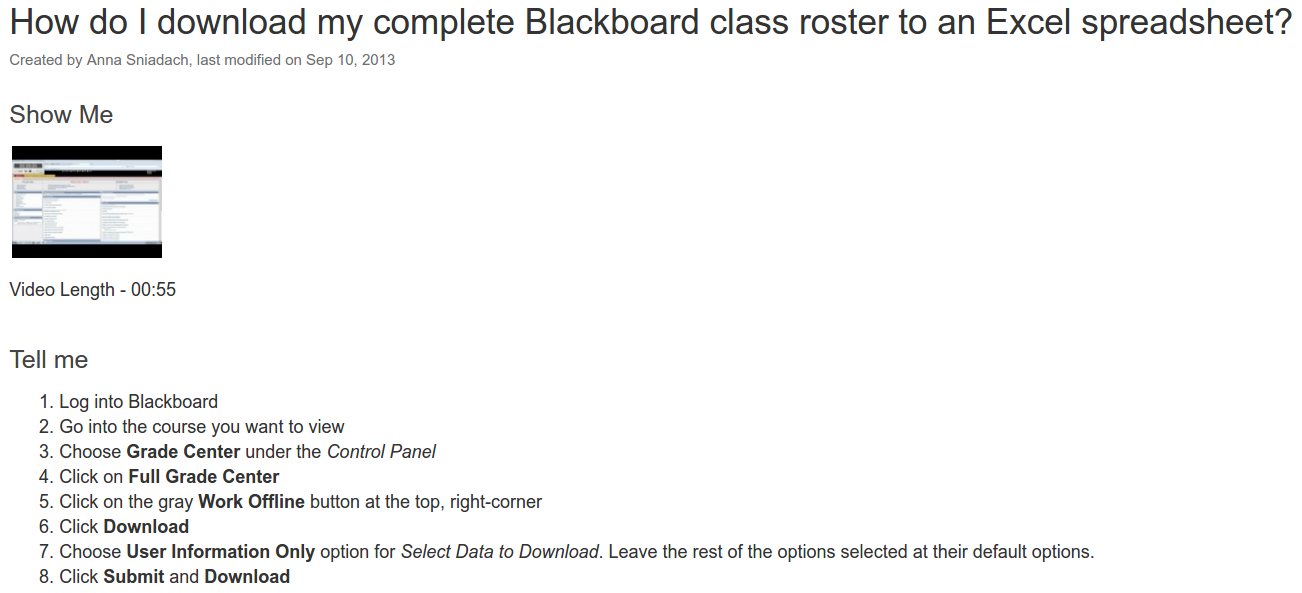 How do I download my complete Blackboard class roster to an Excel spreadsheet?
Created by Anna Sniadach, last modified on Sep 10, 2013
Show Me
Video Length - 00:55
Tell me
1. Log into Blackboard
2. Go into the course you want to view
3. Choose Grade Center under the Control Panel
4. Click on Full Grade Center
5. Click on the gray Work Offline button at the top, right-corner
6. Click Download
7. Choose User Information Only option for Select Data to Download. Leave the rest of the options selected at their default options.
8. Click Submit and Download